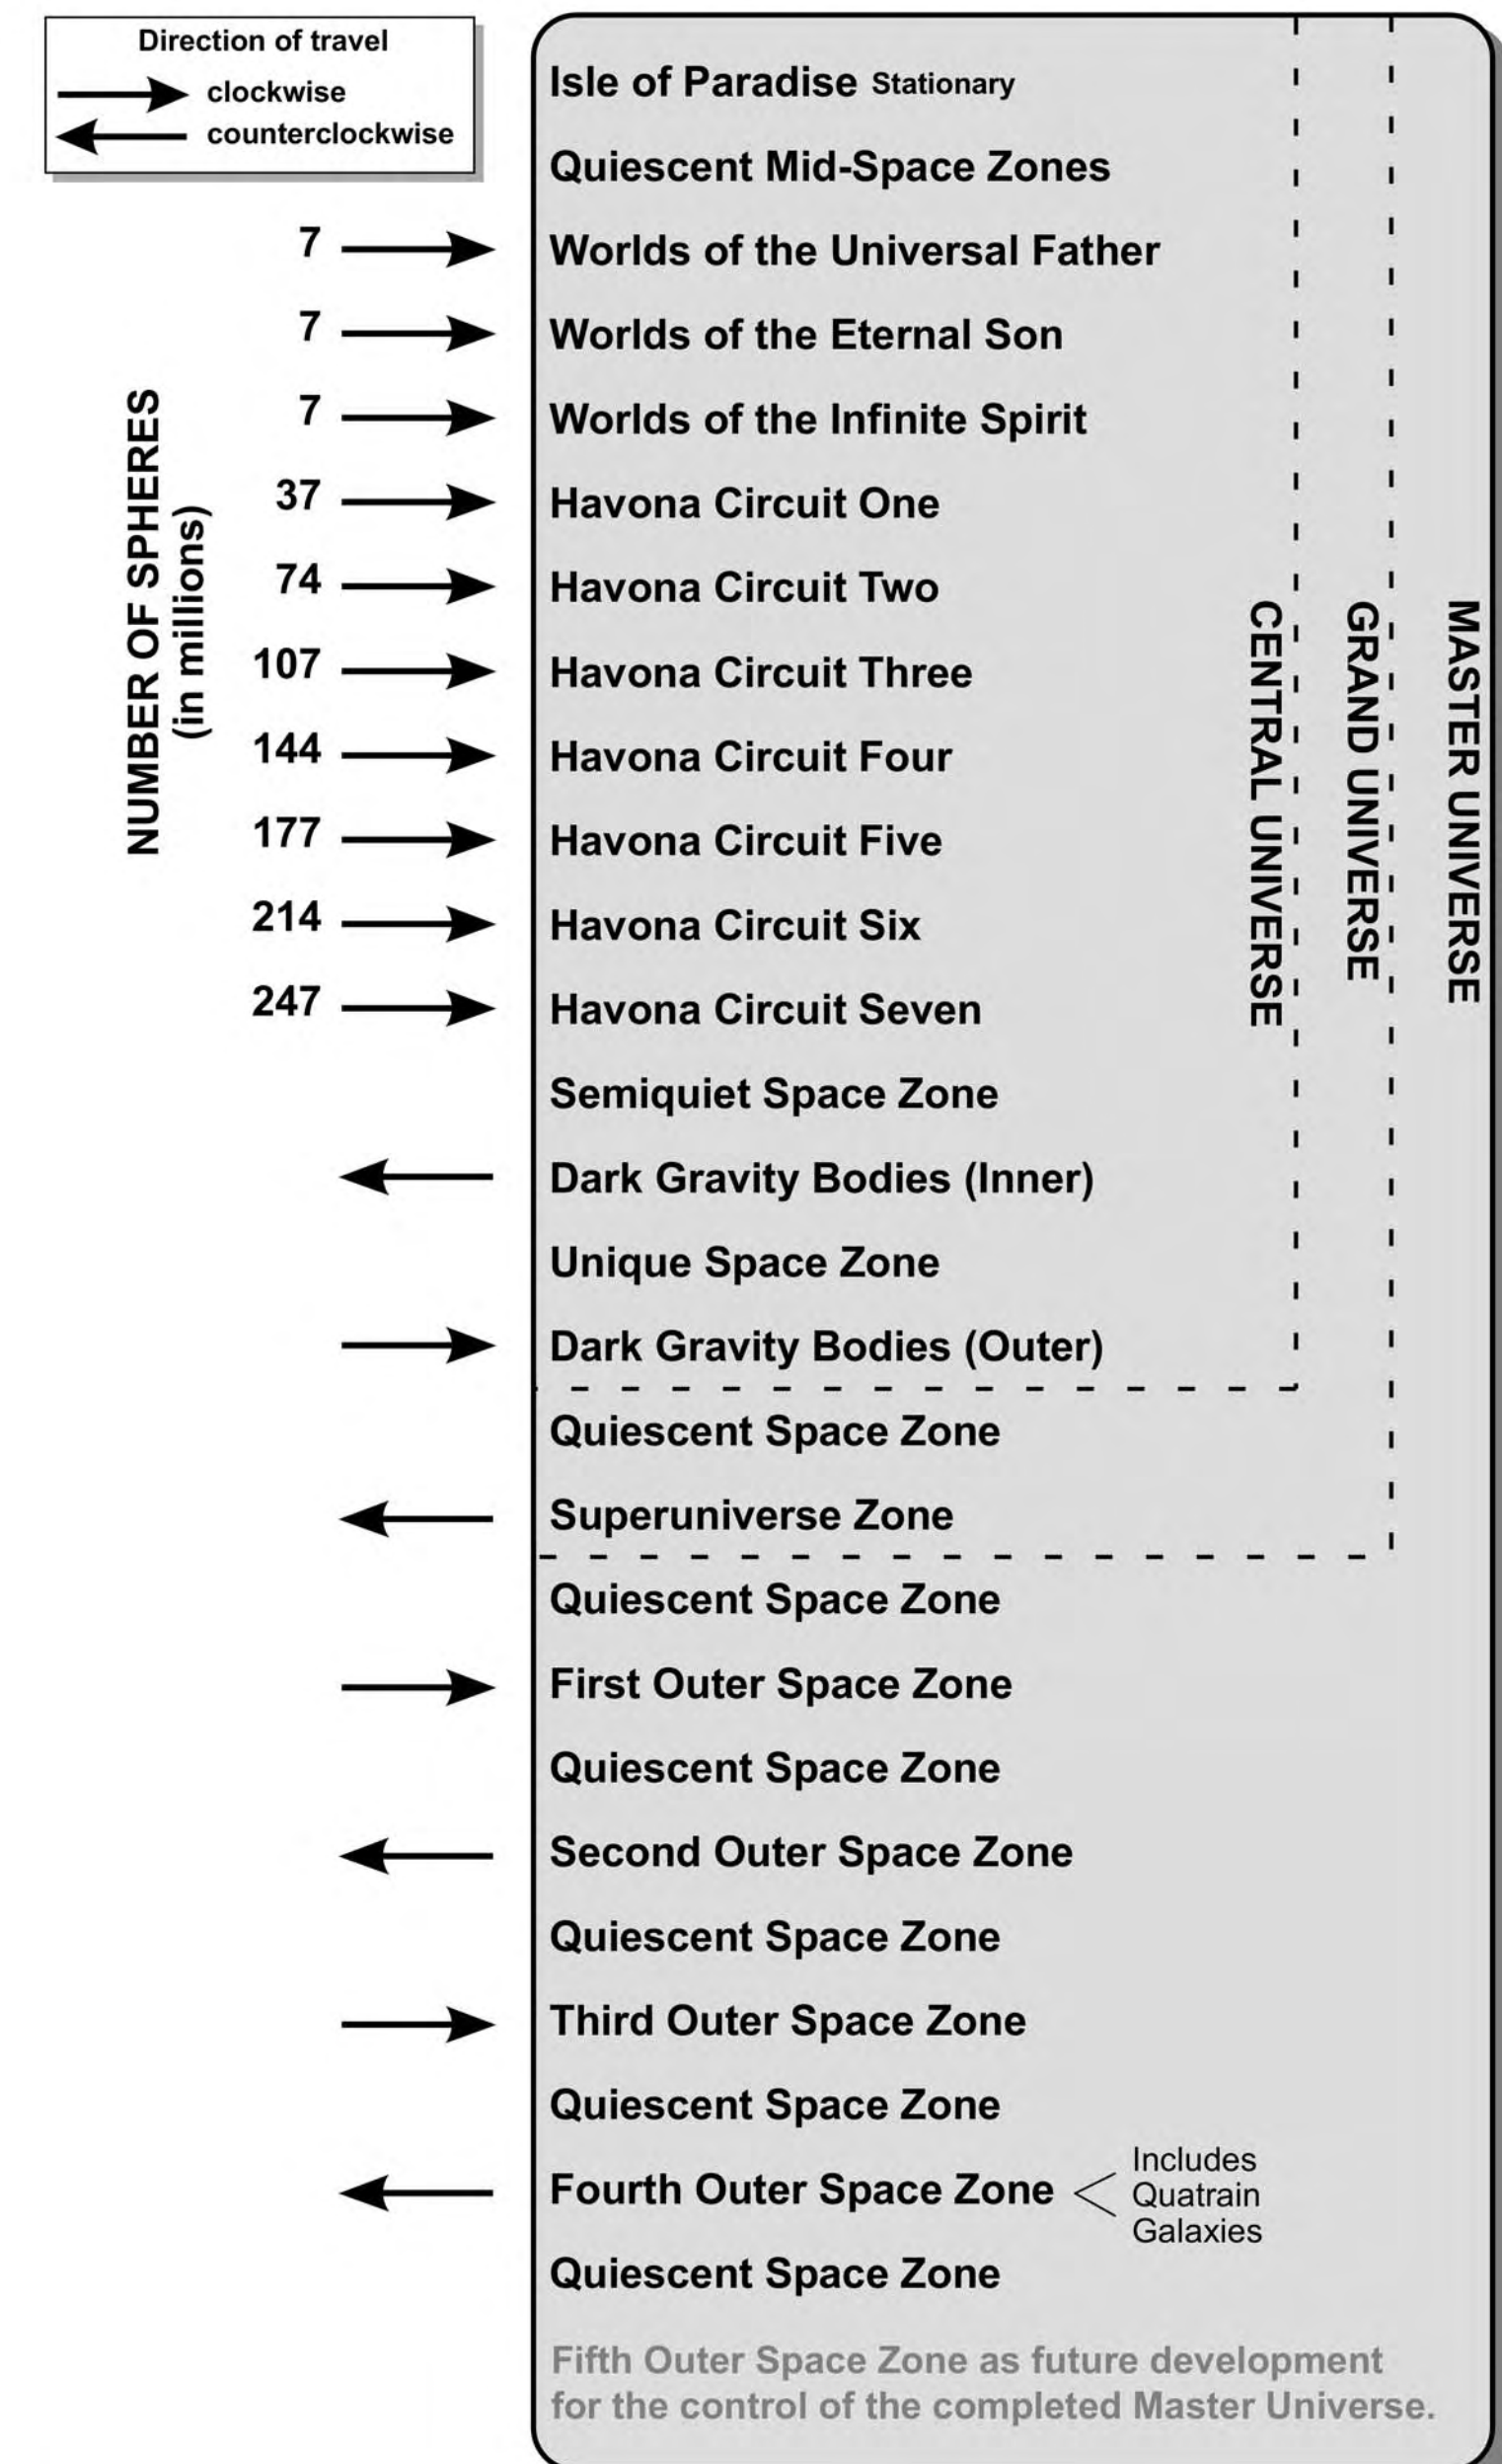 Direction of travel
clockwise
counterclockwise
NUMBER OF SPHERES
(in millions)
Isle of Paradise Stationary
Quiescent Mid-Space Zones
7 Worlds of the Universal Father
7 Worlds of the Eternal Son
7 Worlds of the Infinite Spirit
37 Havona Circuit One
74 Havona Circuit Two
107 Havona Circuit Three
144 Havona Circuit Four
177 Havona Circuit Five
214 Havona Circuit Six
247 Havona Circuit Seven
Semiquiet Space Zone
Dark Gravity Bodies (Inner)
Unique Space Zone
Dark Gravity Bodies (Outer)
Quiescent Space Zone
Superuniverse Zone
Quiescent Space Zone
First Outer Space Zone
Quiescent Space Zone
Second Outer Space Zone
Quiescent Space Zone
Third Outer Space Zone
Quiescent Space Zone
Fourth Outer Space Zone
Includes
Quatrain
Galaxies
Quiescent Space Zone
Fifth Outer Space Zone as future development
for the control of the completed Master Universe.
CENTRAL UNIVERSE
GRAND UNIVERSE
MASTER UNIVERSE